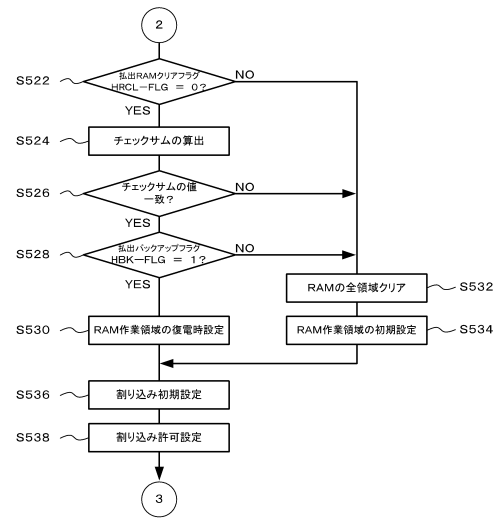 2
払出RAMクリアフラグ
HRCL-FLG = 0?
NO
S522
YES
S524
チェックサムの算出
チェックサムの値
一致?
NO
S526
YES
払出バックアップフラグ
HBK-FLG = 1?
NO
S528
YES
RAMの全領域クリア
S532
S530
RAM作業領域の復電時設定
RAM作業領域の初期設定
S534
S536
割り込み初期設定
S538
割り込み許可設定
3